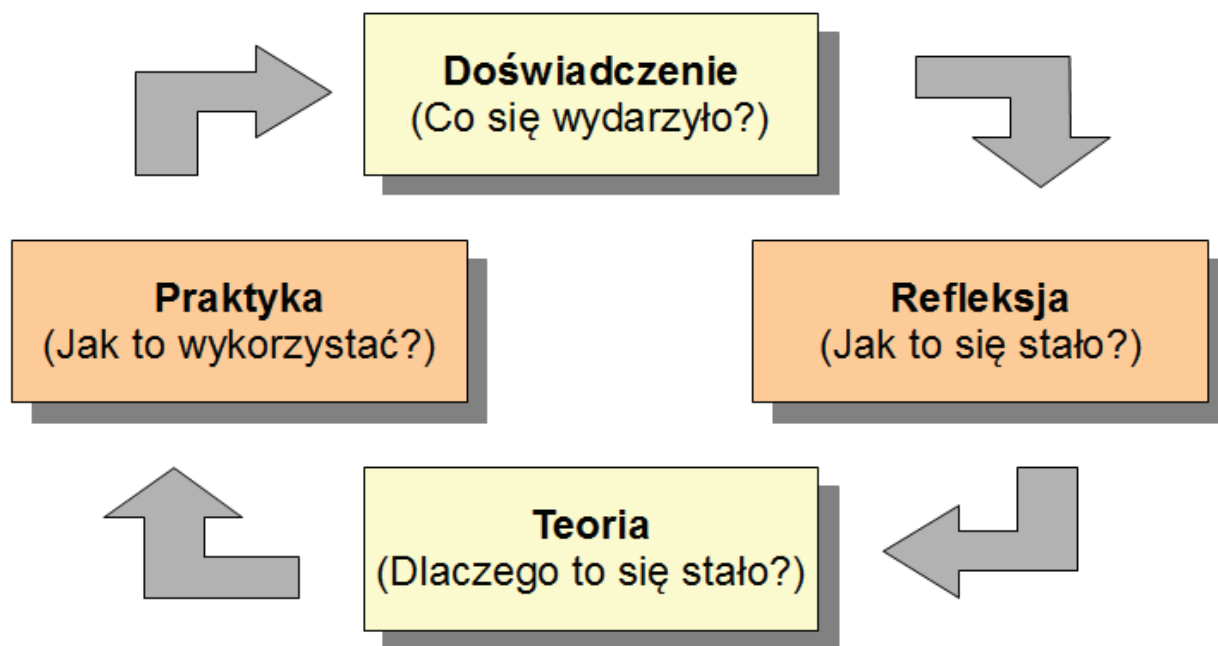 Doświadczenie
(Co się wydarzyło?)
Praktyka
(Jak to wykorzystać?)
Refleksja
(Jak to się stało?)
Teoria
(Dlaczego to się stało?)